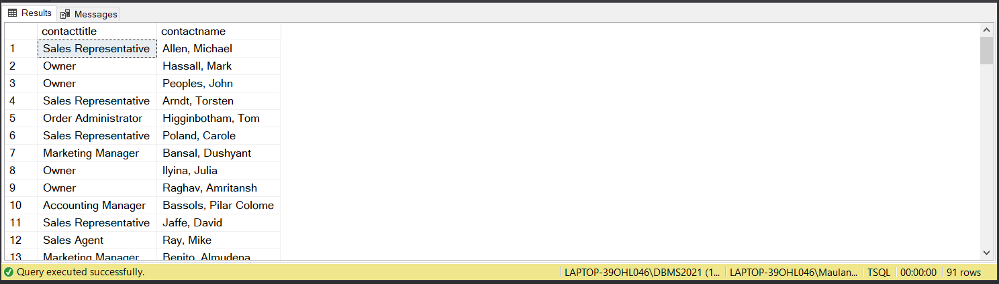 Results Messages
contacttitle contactname
1 Sales Representative Allen, Michael
2 Owner Hassall, Mark
3 Owner Peoples, John
4 Sales Representative Arndt, Torsten
5 Order Administrator Higginbotham, Tom
6 Sales Representative Poland, Carole
7 Marketing Manager Bansal, Dushyant
8 Owner Ilyina, Julia
9 Owner Raghav, Amritansh
10 Accounting Manager Bassols, Pilar Colome
11 Sales Representative Jaffe, David
12 Sales Agent Ray, Mike
13 Marketing Manager Benito, Almudena
Query executed successfully. LAPTOP-39OHL046\DBMS2021 (1... LAPTOP-39OHL046\Maulan... TSQL 00:00:00 91 rows